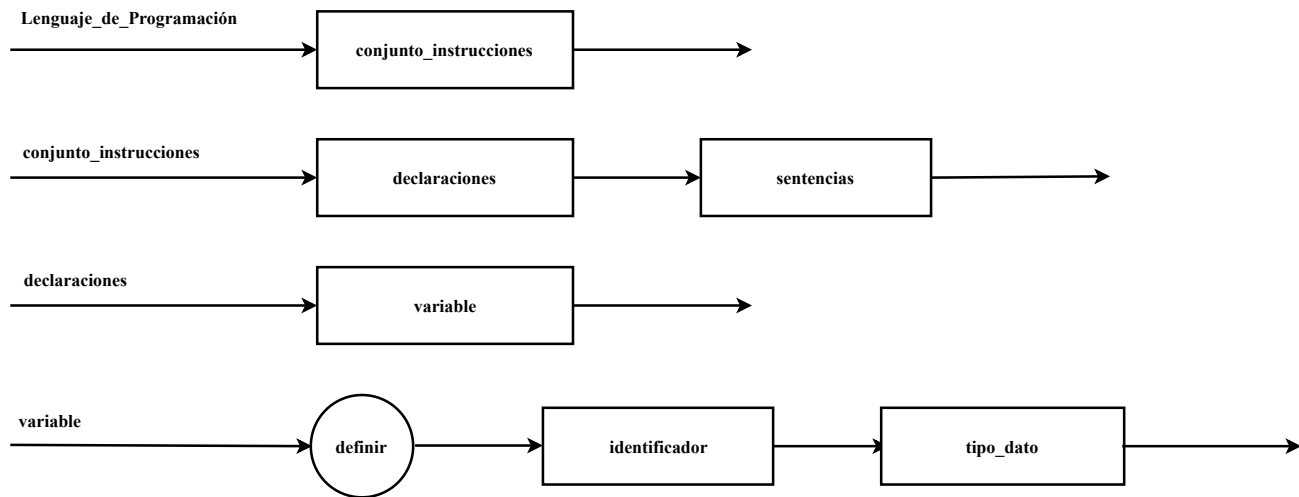 Lenguaje_de_Programación
conjunto_instrucciones
conjunto_instrucciones
declaraciones
sentencias
declaraciones
variable
variable
definir
identificador
tipo_dato